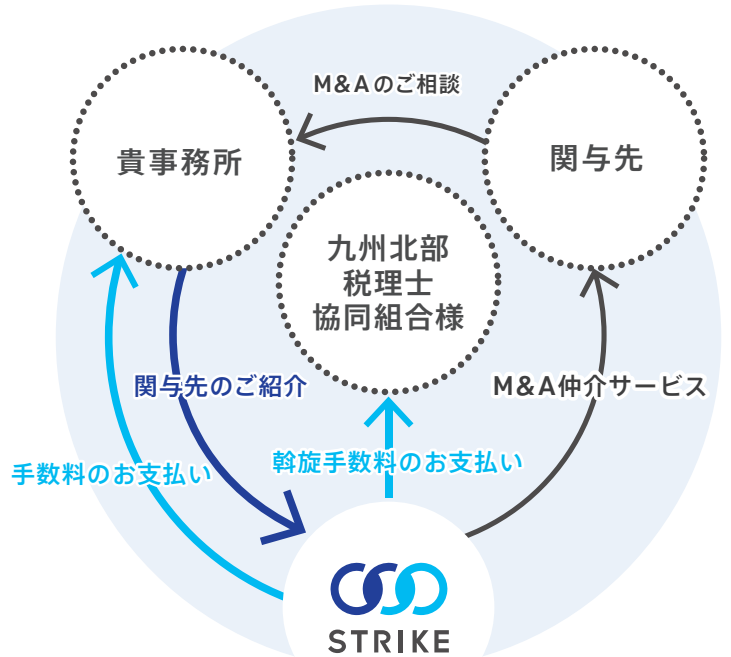 M&Aのご相談
貴事務所
関与先
九州北部
税理士
協同組合様
関与先のご紹介
M&A仲介サービス
手数料のお支払い
斡旋手数料のお支払い
STRIKE